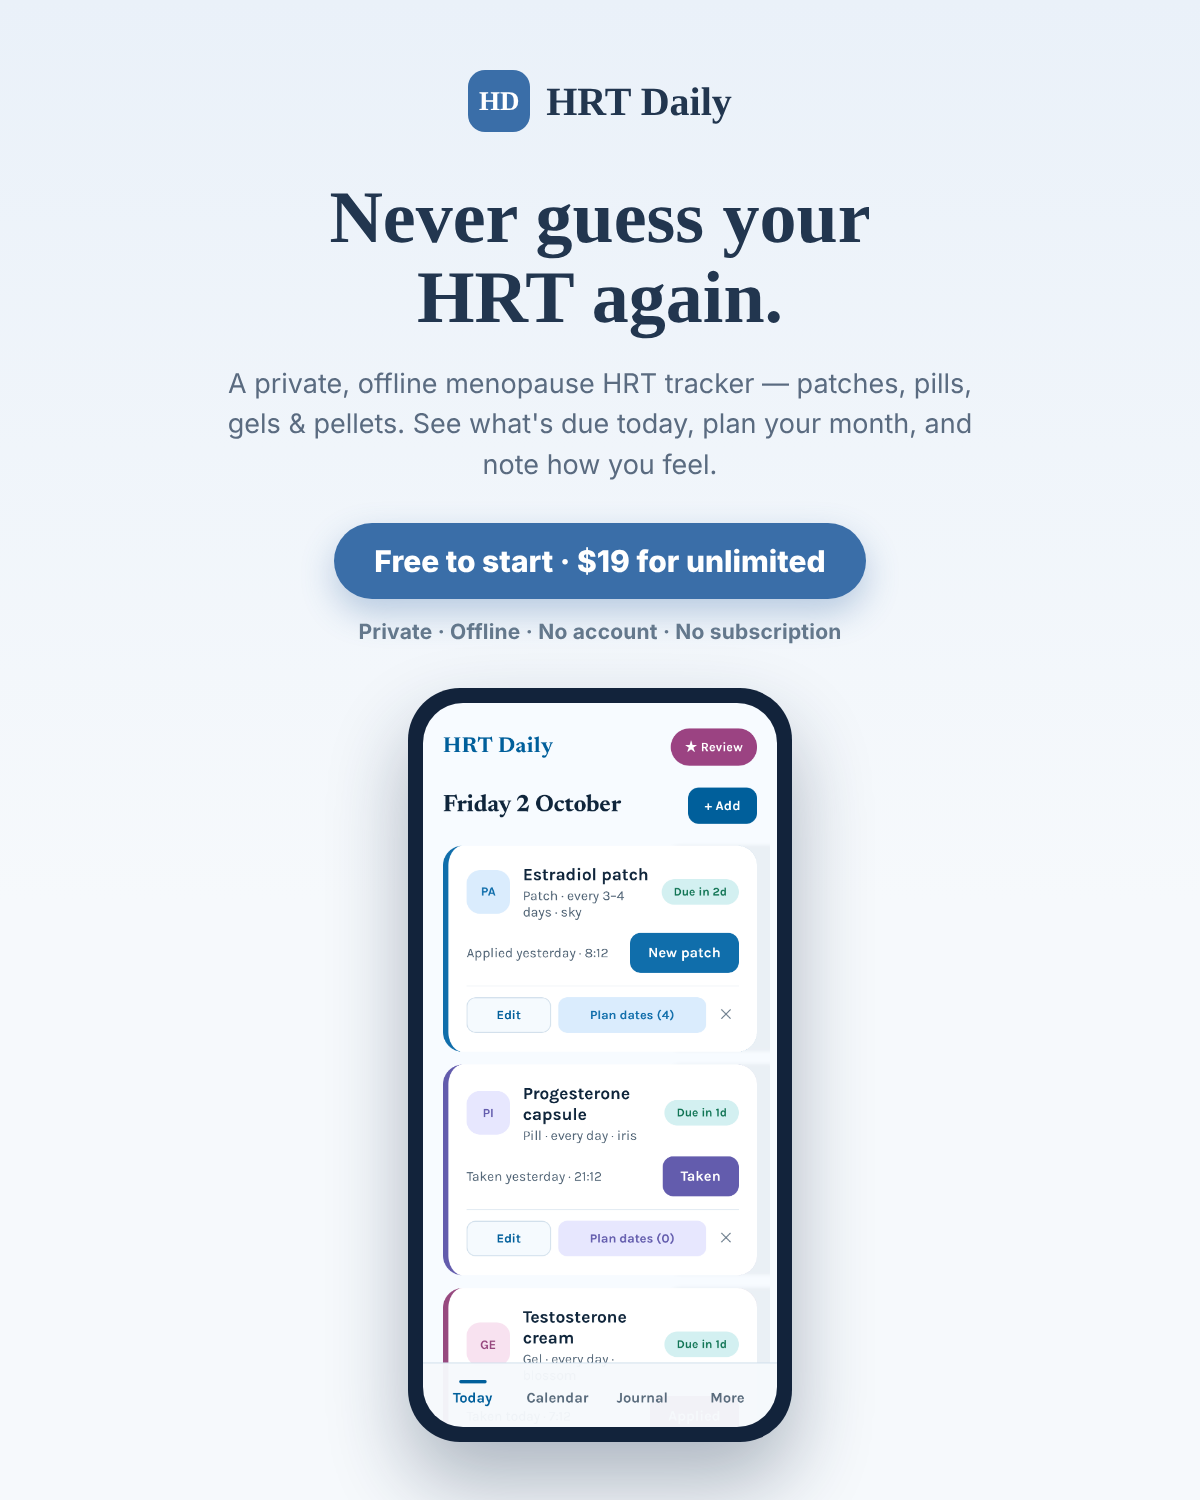 HD HRT Daily
Never guess your
HRT again.
A private, offline menopause HRT tracker — patches, pills,
gels & pellets. See what's due today, plan your month, and
note how you feel.
Free to start · $19 for unlimited
Private · Offline · No account · No subscription
HRT Daily
★ Review
Friday 2 October
+ Add
PA
Estradiol patch
Patch · every 3–4
days · sky
Due in 2d
Applied yesterday · 8:12
New patch
Edit
Plan dates (4)
×
PI
Progesterone
capsule
Pill · every day · iris
Due in 1d
Taken yesterday · 21:12
Taken
Edit
Plan dates (0)
×
GE
Testosterone
cream
Gel · every day ·
Due in 1d
Applied
Today
Calendar
Journal
More